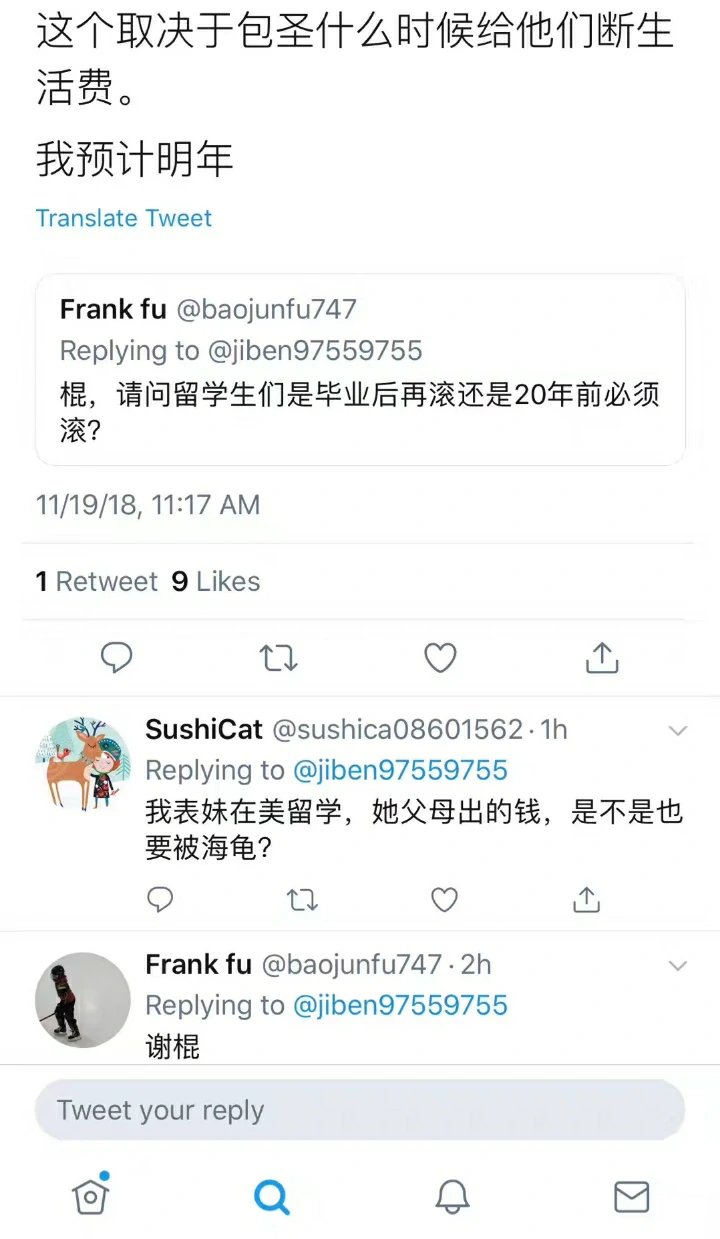 这个取决于包圣什么时候给他们断生
活费。
我预计明年
Translate Tweet
Frank fu @baojunfu747
Replying to @jiben97559755
棍，请问留学生们是毕业后再滚还是20年前必须
滚?
11/19/18, 11:17 AM
1 Retweet 9 Likes
SushiCat @sushica08601562 · 1h
Replying to @jiben97559755
我表妹在美留学，她父母出的钱，是不是也
要被海龟?
Frank fu @baojunfu747 · 2h
Replying to @jiben97559755
谢棍
Tweet your reply